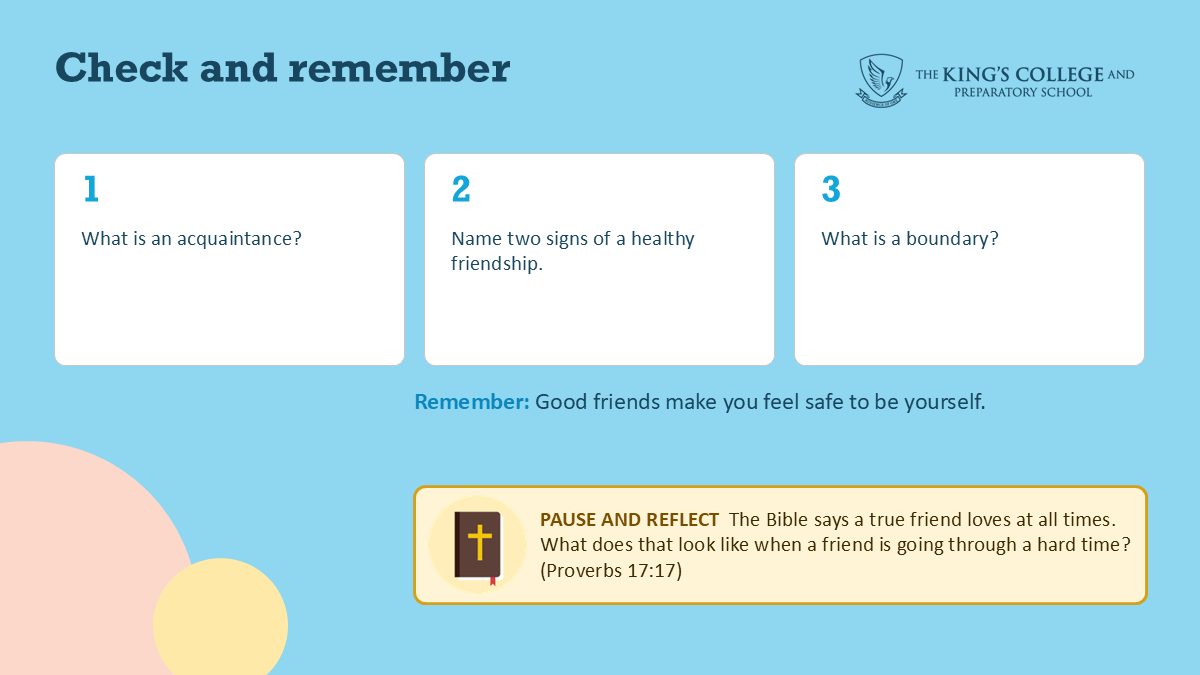 Check and remember
THE KING'S COLLEGE AND
PREPARATORY SCHOOL
1
What is an acquaintance?
2
Name two signs of a healthy
friendship.
3
What is a boundary?
Remember: Good friends make you feel safe to be yourself.
PAUSE AND REFLECT The Bible says a true friend loves at all times.
What does that look like when a friend is going through a hard time?
(Proverbs 17:17)